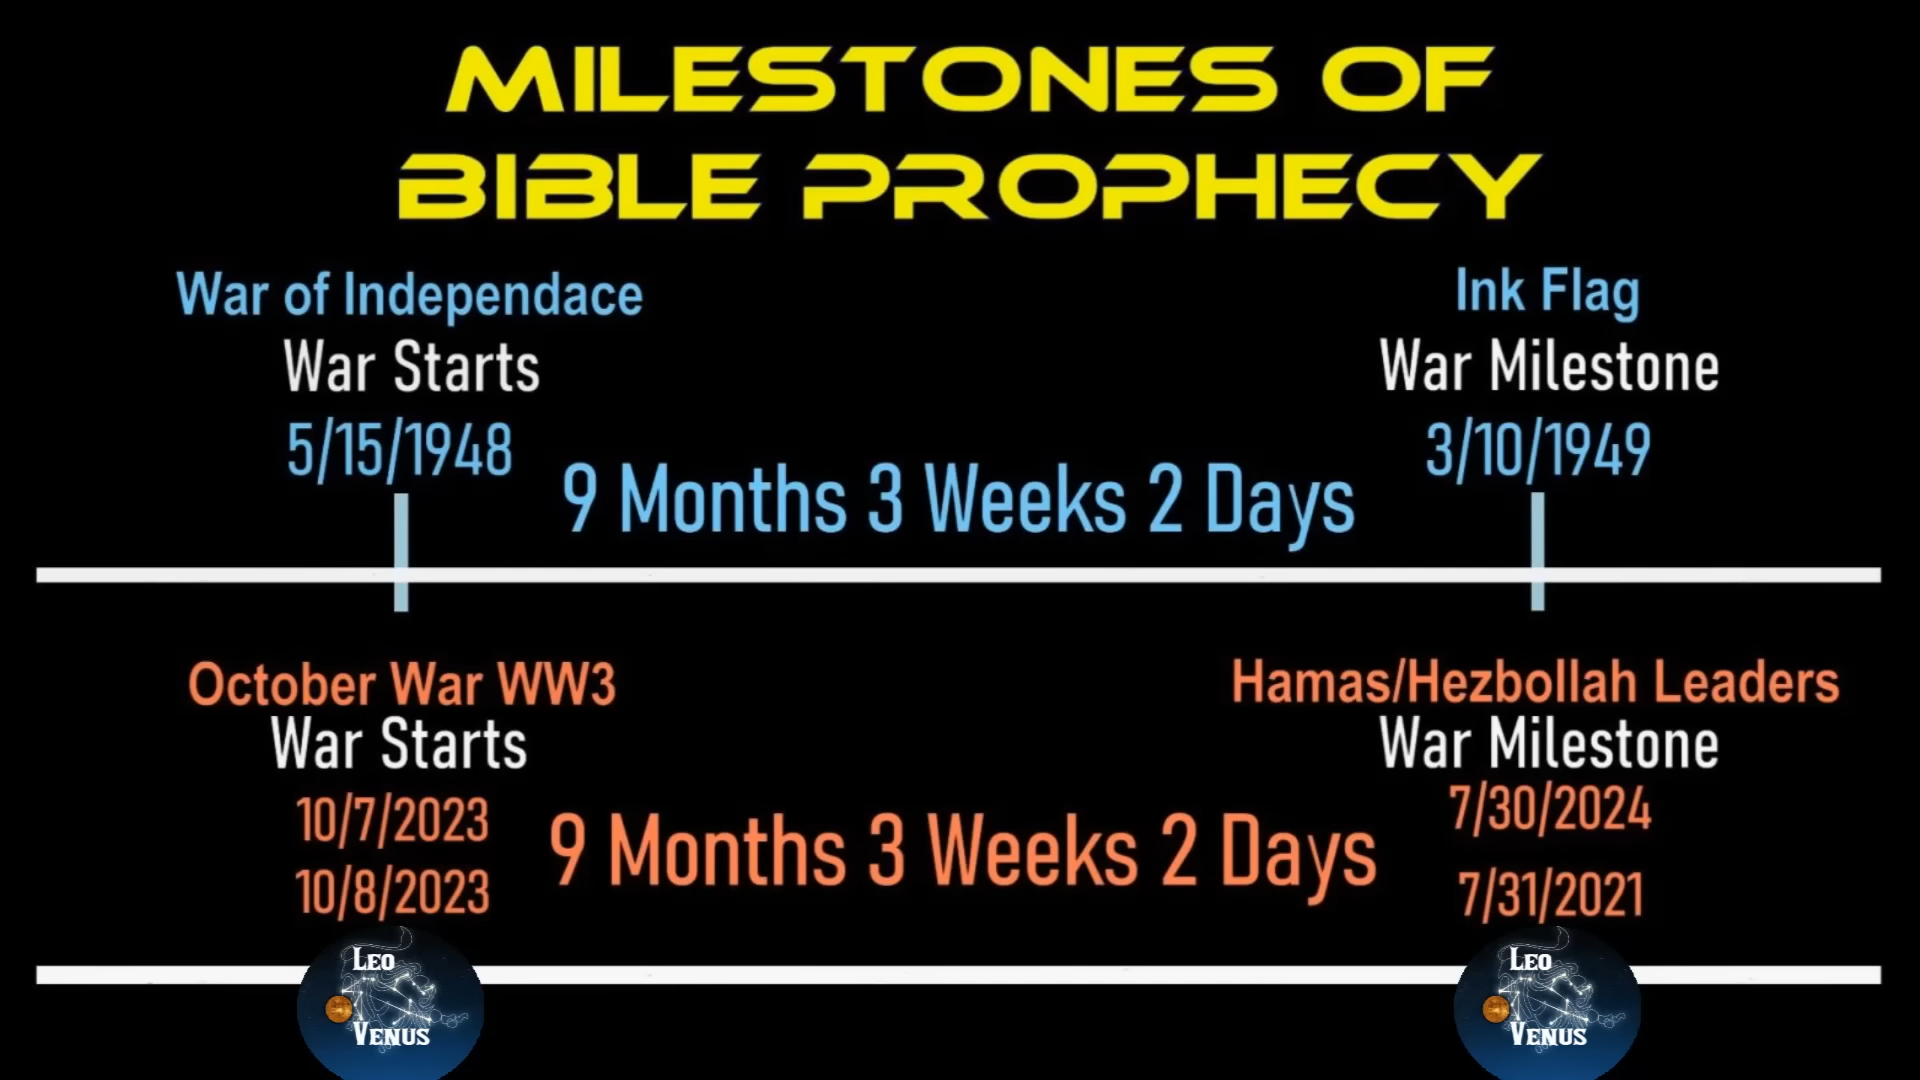 MILESTONES OF
BIBLE PROPHECY
War of Independace
War Starts
5/15/1948
9 Months 3 Weeks 2 Days
Ink Flag
War Milestone
3/10/1949
October War WW3
War Starts
10/7/2023
10/8/2023
9 Months 3 Weeks 2 Days
Hamas/Hezbollah Leaders
War Milestone
7/30/2024
7/31/2021
LEO
VENUS
LEO
VENUS